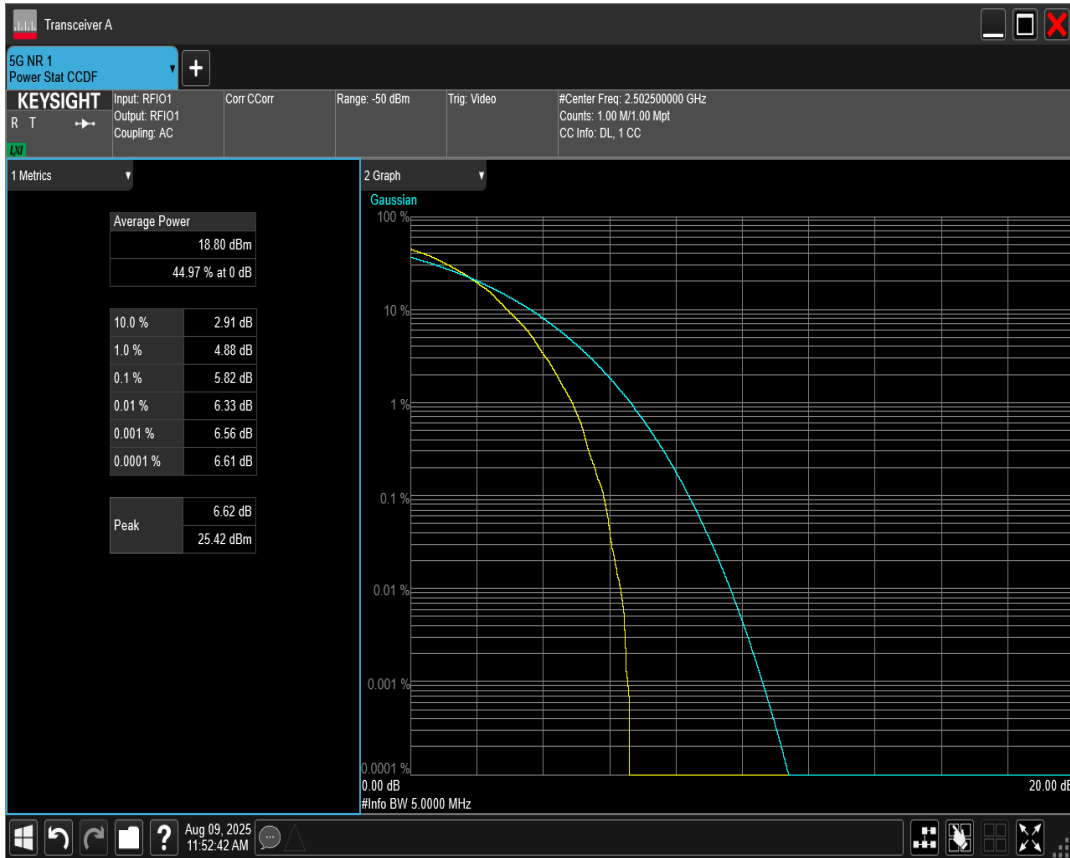 Transceiver A
5G NR 1
Power Stat CCDF
KEYSIGHT
R T
LXI
Input: RFIO1
Output: RFIO1
Coupling: AC
Corr CCorr
Range: -50 dBm
Trig: Video
#Center Freq: 2.502500000 GHz
Counts: 1.00 M/1.00 Mpt
CC Info: DL, 1 CC
1 Metrics
Average Power
18.80 dBm
44.97 % at 0 dB
10.0 % 2.91 dB
1.0 % 4.88 dB
0.1 % 5.82 dB
0.01 % 6.33 dB
0.001 % 6.56 dB
0.0001 % 6.61 dB
Peak
6.62 dB
25.42 dBm
2 Graph
Gaussian
100 %
10 %
1 %
0.1 %
0.01 %
0.001 %
0.0001 %
0.00 dB
20.00 dB
#Info BW 5.0000 MHz
?
Aug 09, 2025
11:52:42 AM